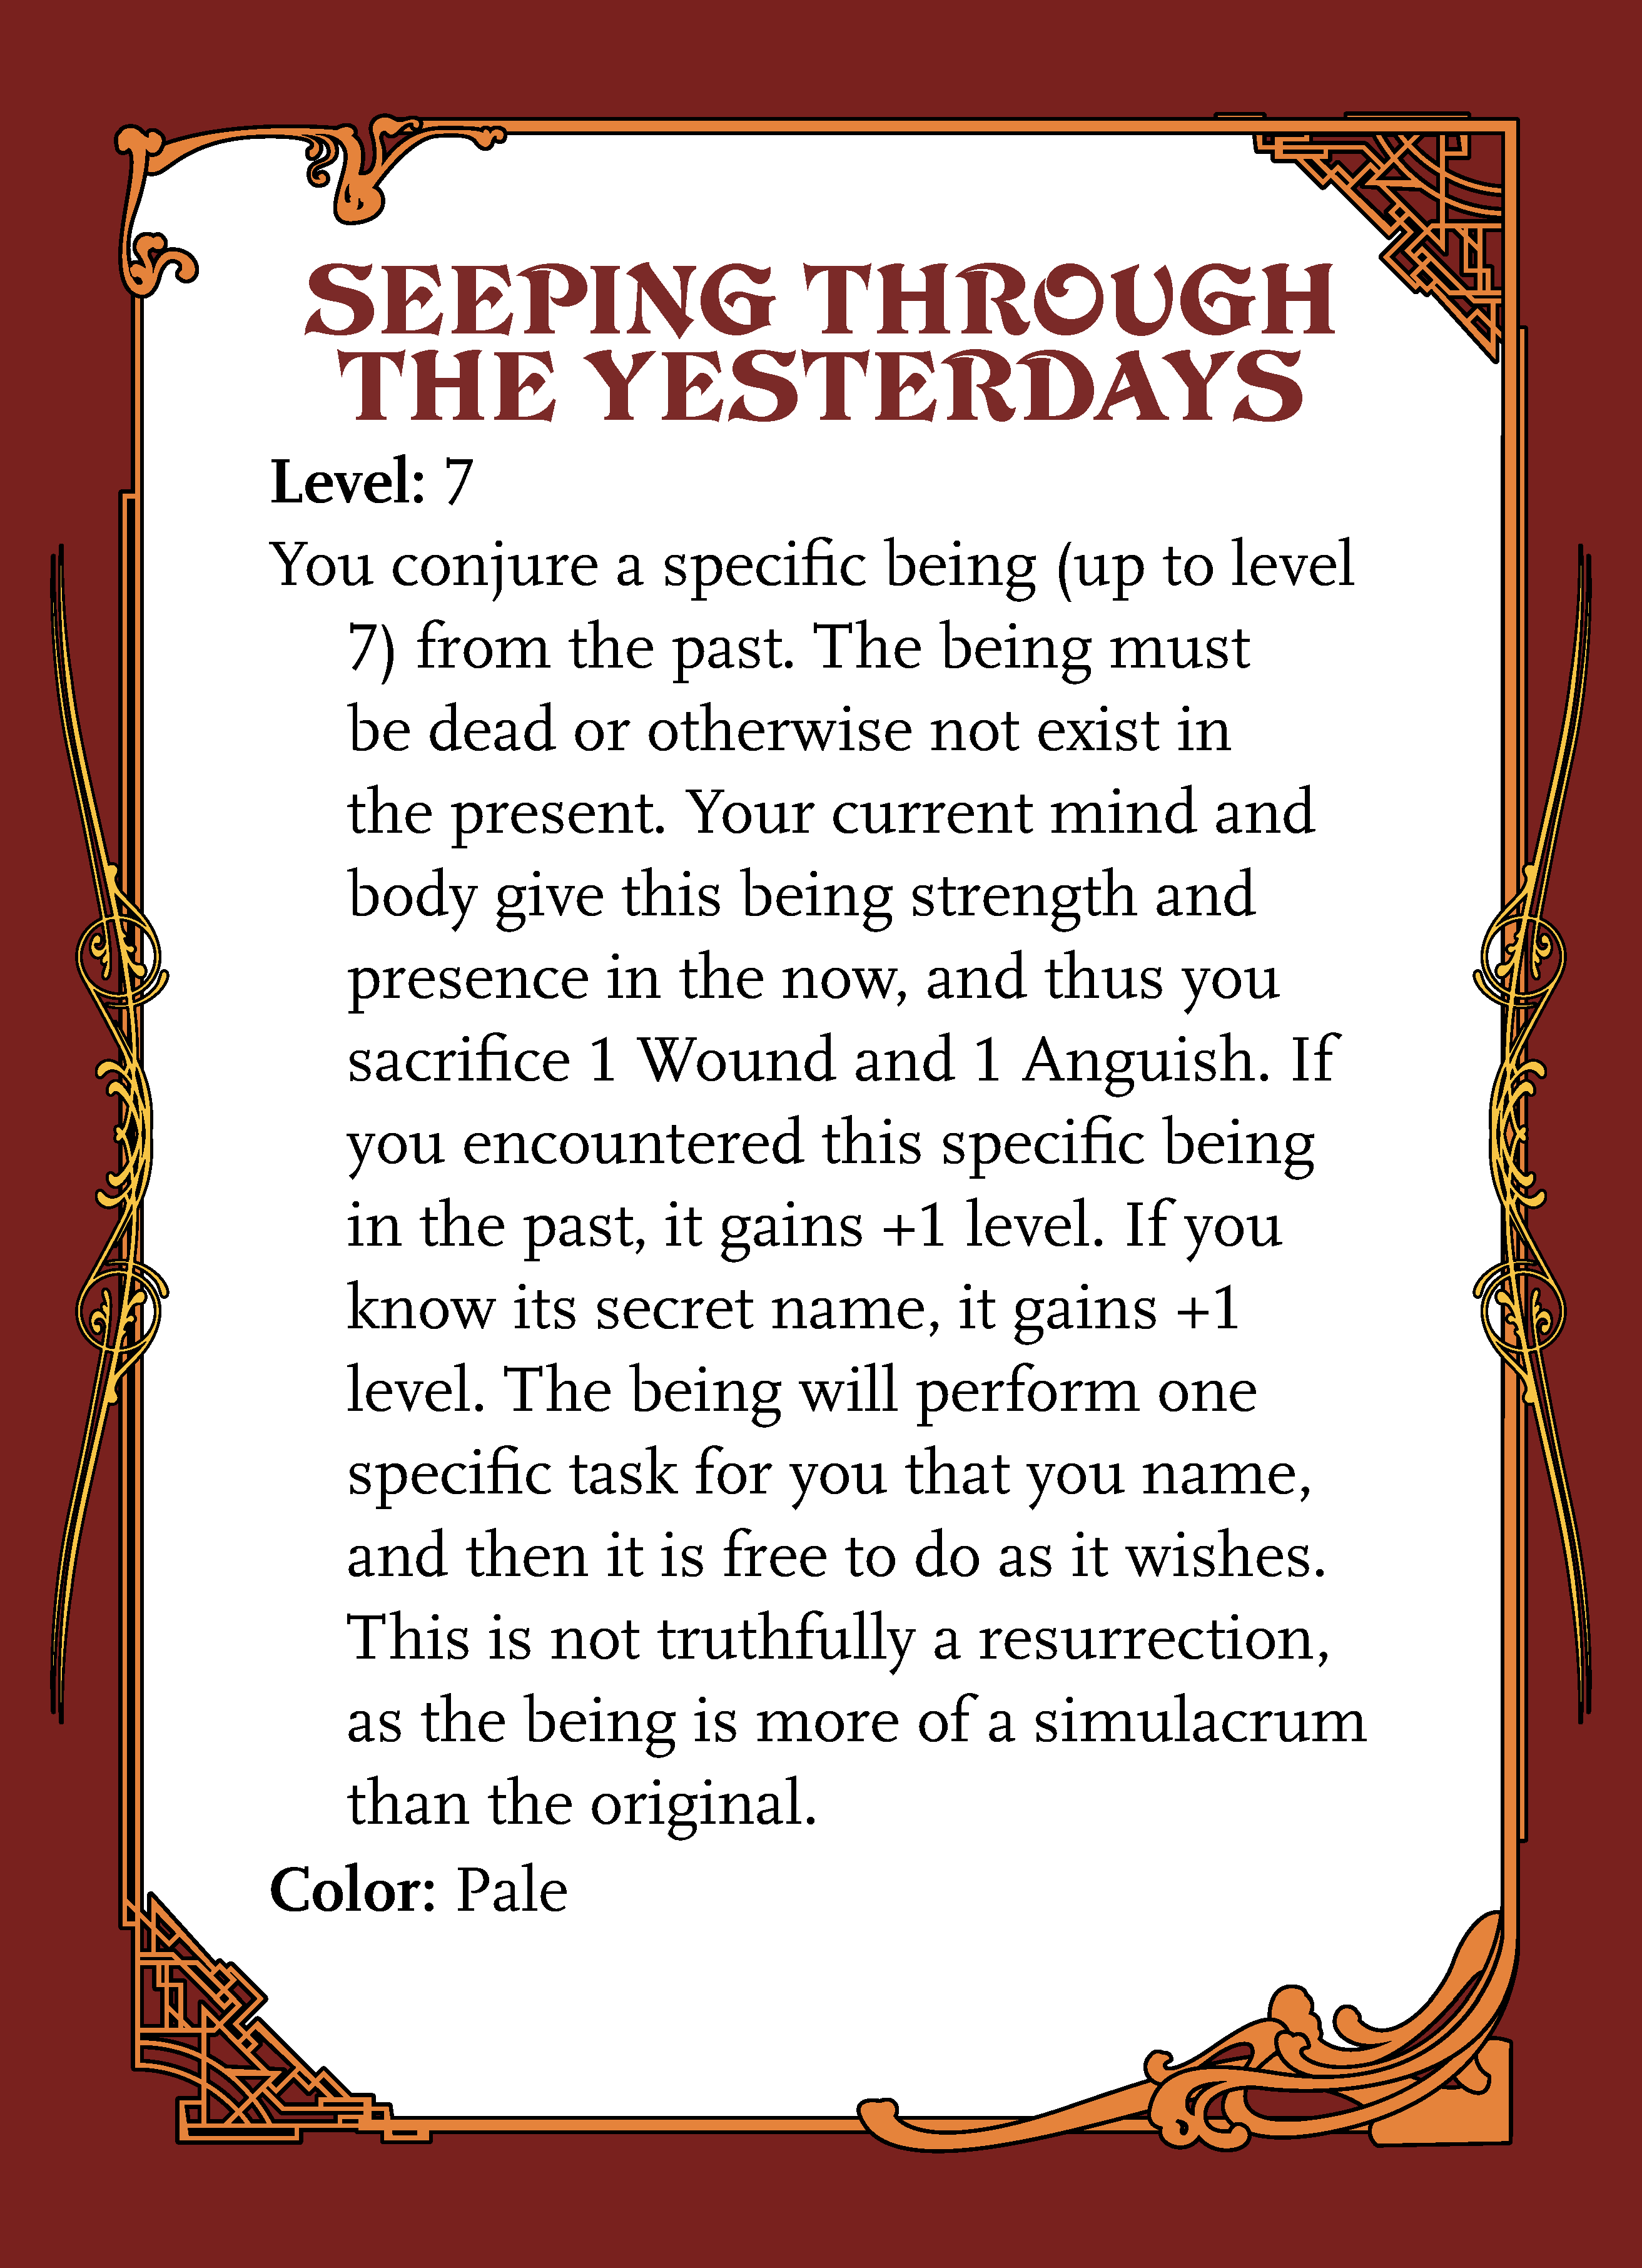 SEEPING THROUGH
THE YESTERDAYS
Level: 7
You conjure a specific being (up to level
7) from the past. The being must
be dead or otherwise not exist in
the present. Your current mind and
body give this being strength and
presence in the now, and thus you
sacrifice 1 Wound and 1 Anguish. If
you encountered this specific being
in the past, it gains +1 level. If you
know its secret name, it gains +1
level. The being will perform one
specific task for you that you name,
and then it is free to do as it wishes.
This is not truthfully a resurrection,
as the being is more of a simulacrum
than the original.
Color: Pale